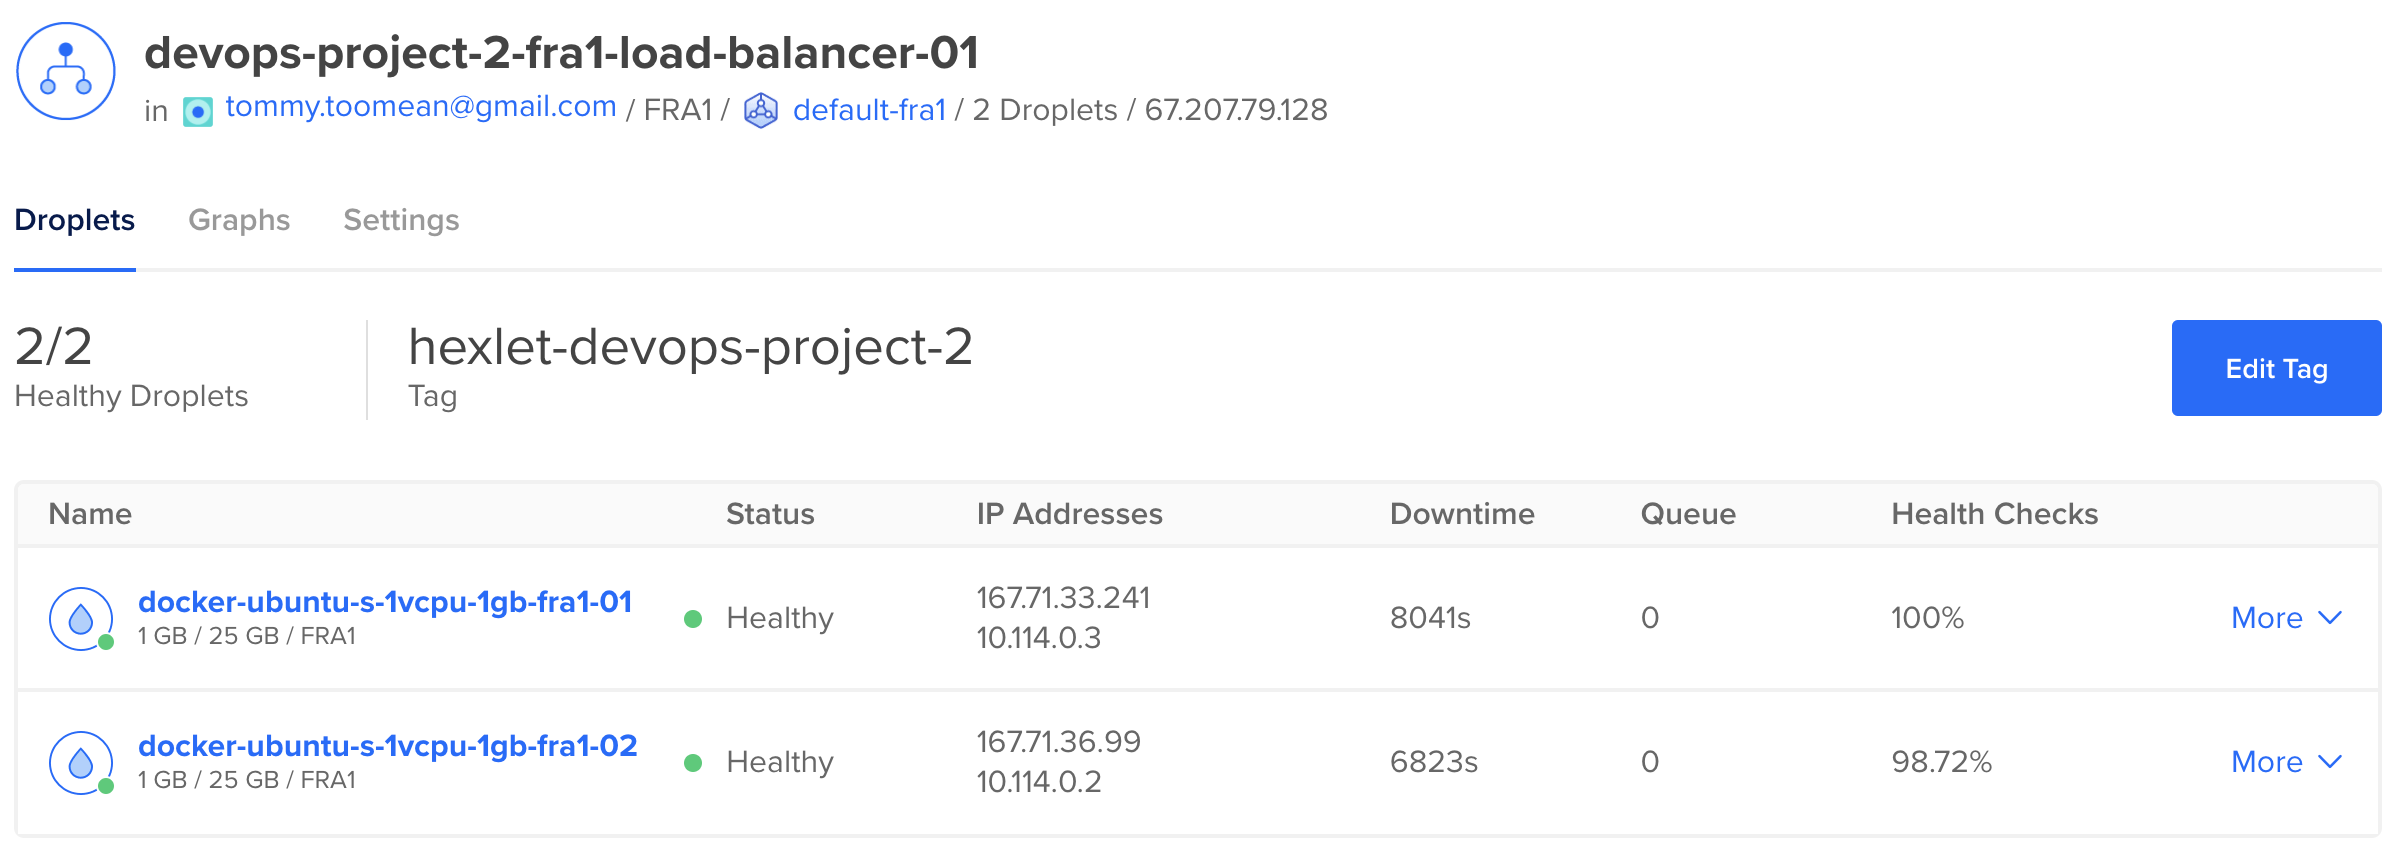 devops-project-2-fra1-load-balancer-01
in tommy.toomean@gmail.com / FRA1 / default-fra1 / 2 Droplets / 67.207.79.128
Droplets Graphs Settings
2/2 hexlet-devops-project-2
Healthy Droplets Tag
Edit Tag
Name Status IP Addresses Downtime Queue Health Checks
docker-ubuntu-s-1vcpu-1gb-fra1-01
1 GB / 25 GB / FRA1
Healthy
167.71.33.241
10.114.0.3
8041s 0 100% More
docker-ubuntu-s-1vcpu-1gb-fra1-02
1 GB / 25 GB / FRA1
Healthy
167.71.36.99
10.114.0.2
6823s 0 98.72% More